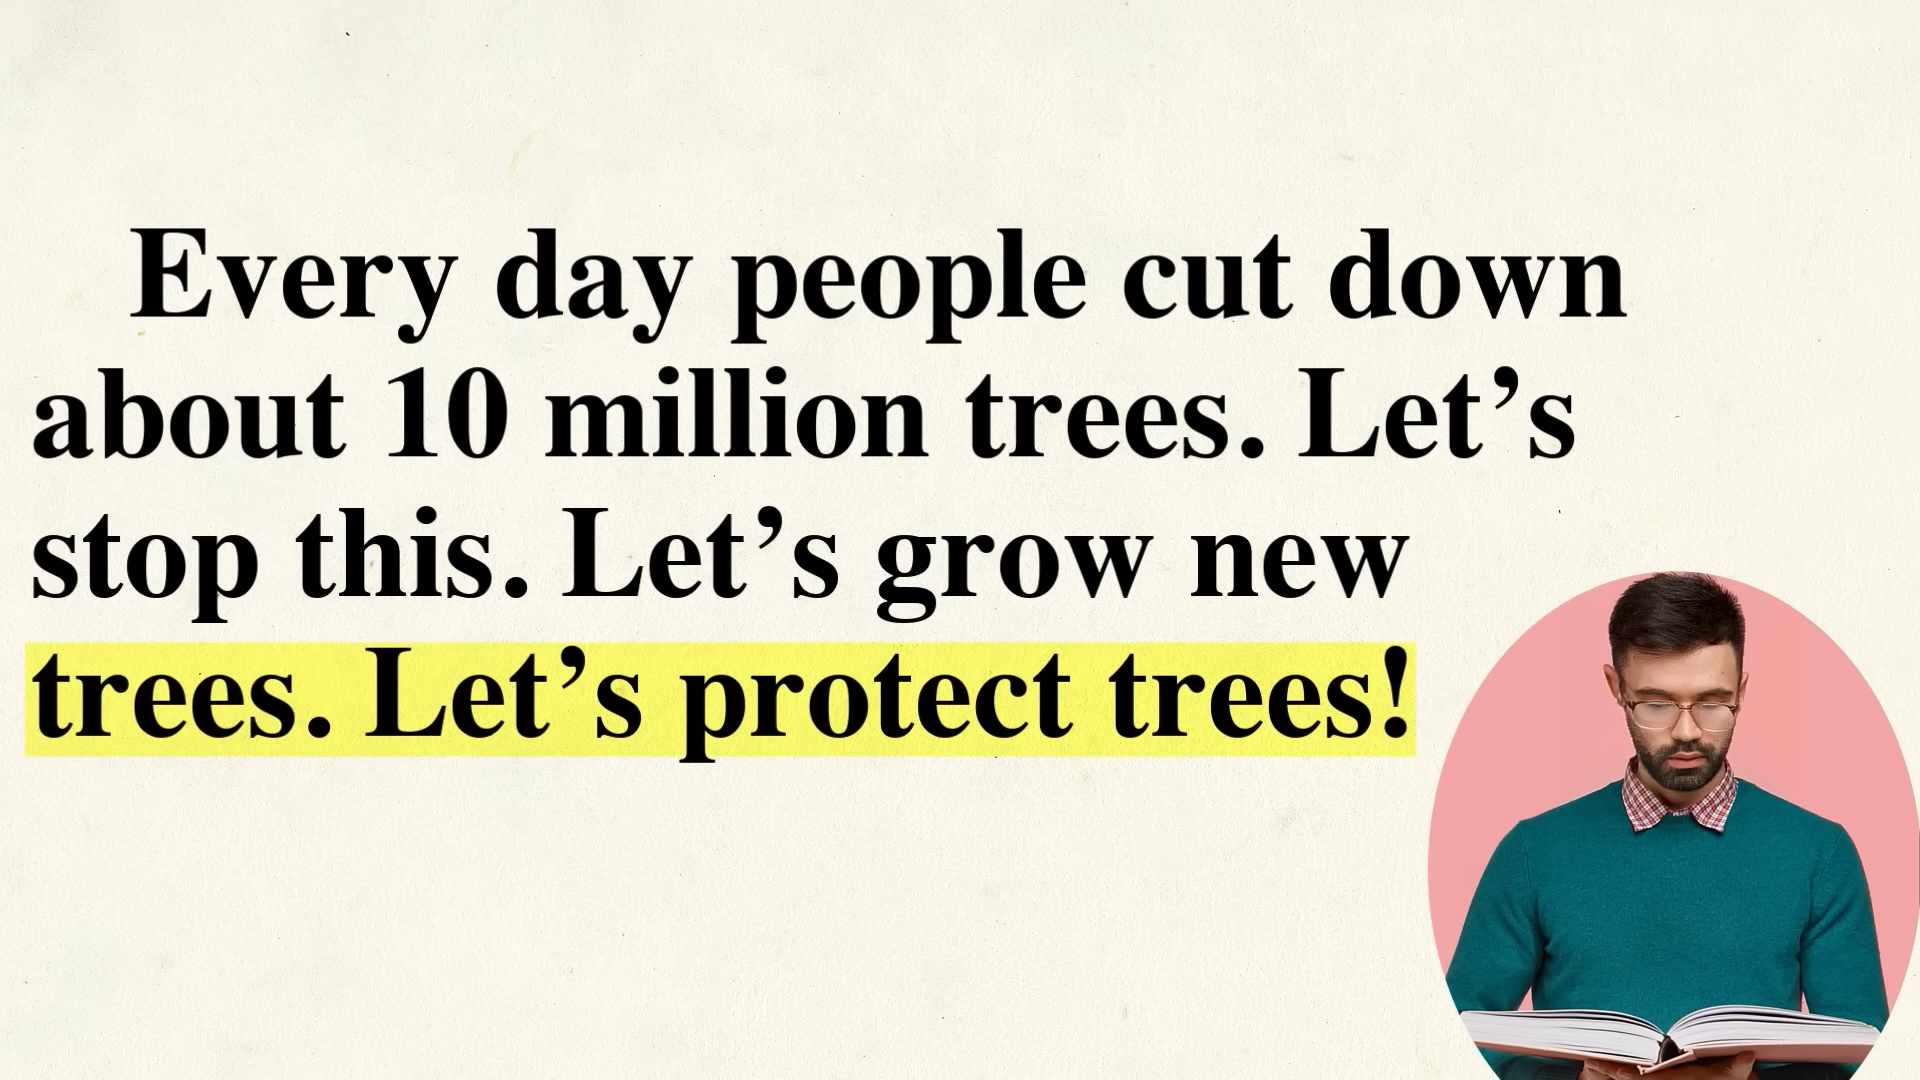 Every day people cut down
about 10 million trees. Let’s
stop this. Let’s grow new
trees. Let’s protect trees!